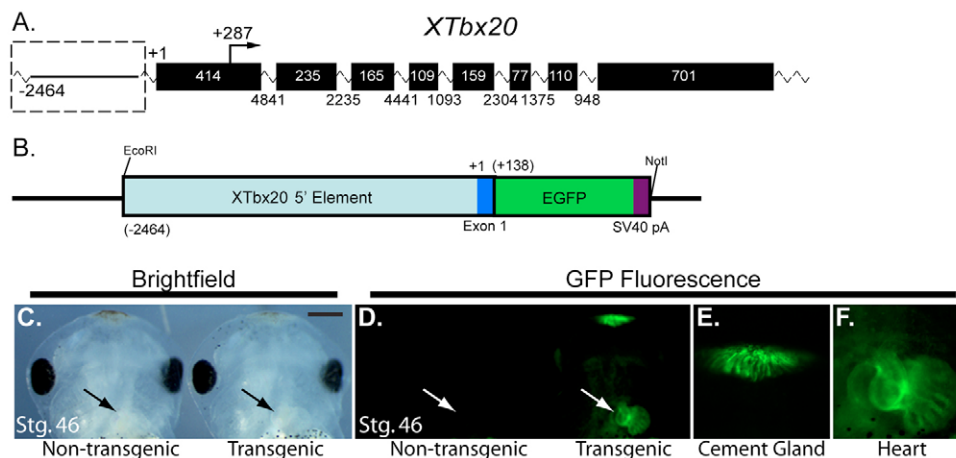 A.
XTbx20
+287
+1
414 235 165 109 159 77 110 701
-2464
4841 2235 4441 1093 2304 1375 948
B.
EcoRI
+1 (+138)
NotI
XTbx20 5' Element
EGFP
(-2464)
Exon 1
SV40 pA
Brightfield
GFP Fluorescence
C.
D.
E.
F.
Stg. 46
Stg. 46
Non-transgenic Transgenic Non-transgenic Transgenic Cement Gland Heart